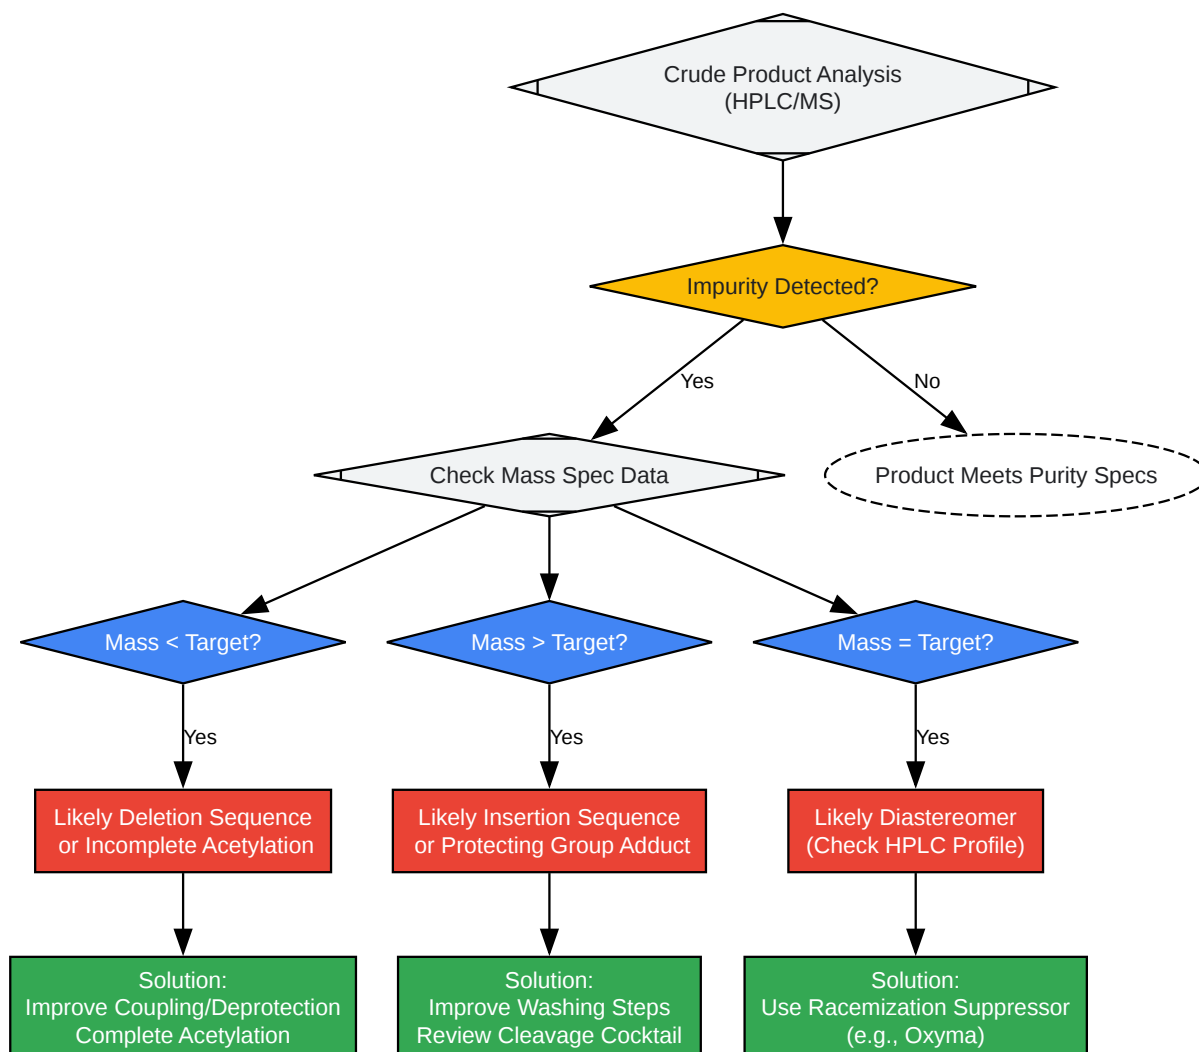 Crude Product Analysis
(HPLC/MS)
Impurity Detected?
Yes
No
Check Mass Spec Data
Product Meets Purity Specs
Mass < Target?
Mass > Target?
Mass = Target?
Yes
Yes
Yes
Likely Deletion Sequence
or Incomplete Acetylation
Likely Insertion Sequence
or Protecting Group Adduct
Likely Diastereomer
(Check HPLC Profile)
Solution:
Improve Coupling/Deprotection
Complete Acetylation
Solution:
Improve Washing Steps
Review Cleavage Cocktail
Solution:
Use Racemization Suppressor
(e.g., Oxyma)